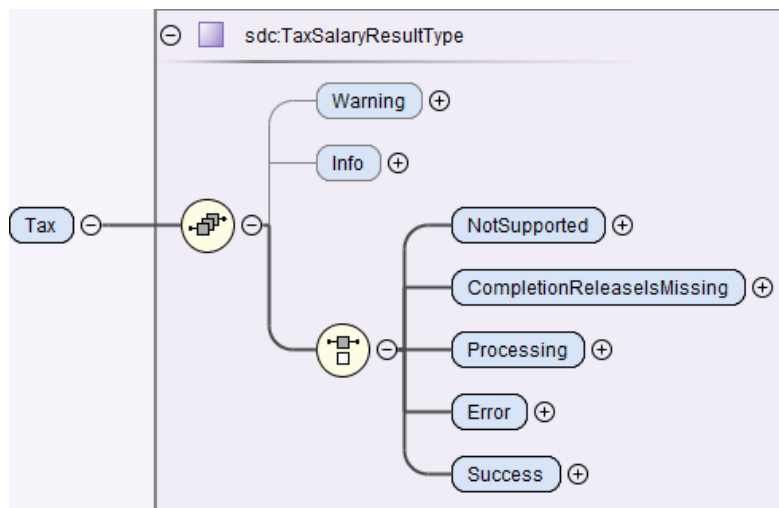 sdc:TaxSalaryResultType
Warning
Info
Tax
NotSupported
CompletionReleaseIsMissing
Processing
Error
Success